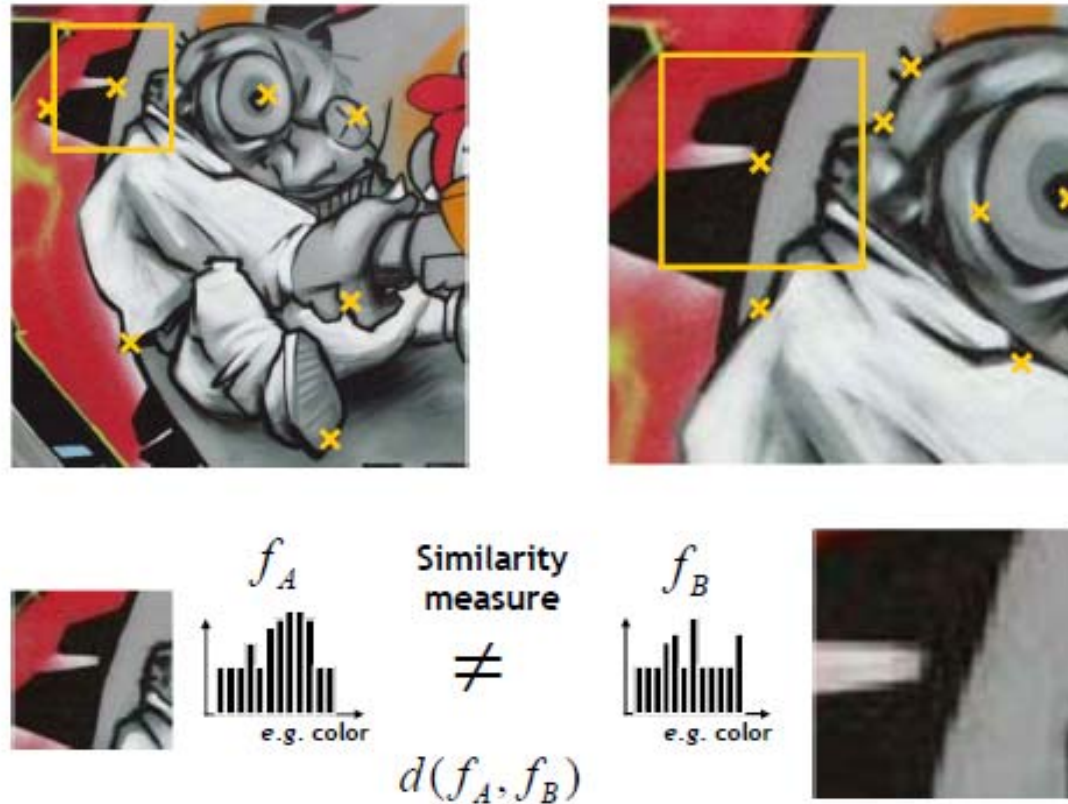 f_A
Similarity
measure
f_B
≠
e.g. color
e.g. color
d(f_A, f_B)